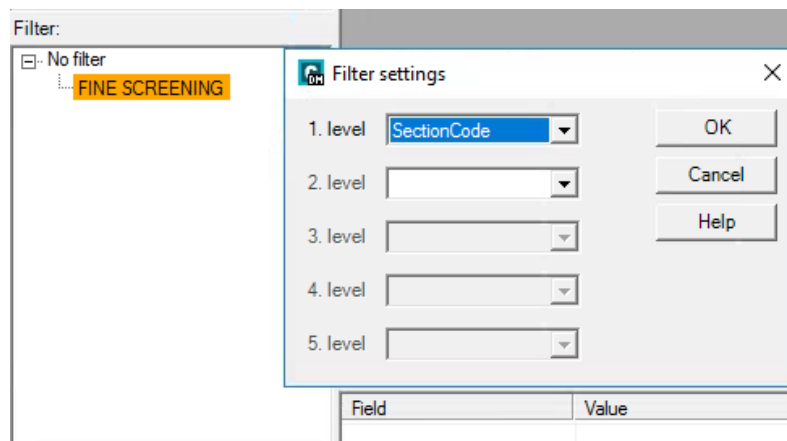 Filter:
No filter
FINE SCREENING
DM
Filter settings
1. level SectionCode
OK
2. level
Cancel
3. level
Help
4. level
5. level
Field Value